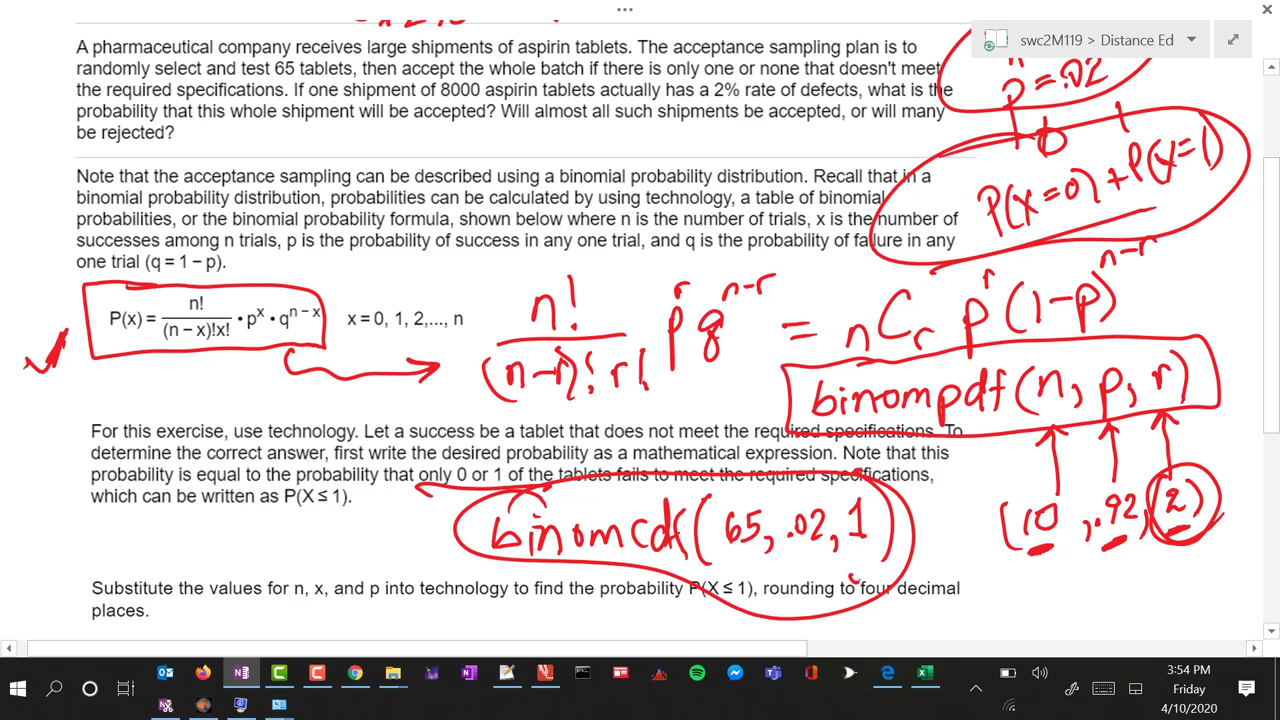 swc2M119 > Distance Ed
A pharmaceutical company receives large shipments of aspirin tablets. The acceptance sampling plan is to
randomly select and test 65 tablets, then accept the whole batch if there is only one or none that doesn't meet
the required specifications. If one shipment of 8000 aspirin tablets actually has a 2% rate of defects, what is the
probability that this whole shipment will be accepted? Will almost all such shipments be accepted, or will many
be rejected?
p = .02
P(x=0) + P(x=1)
Note that the acceptance sampling can be described using a binomial probability distribution. Recall that in a
binomial probability distribution, probabilities can be calculated by using technology, a table of binomial
probabilities, or the binomial probability formula, shown below where n is the number of trials, x is the number of
successes among n trials, p is the probability of success in any one trial, and q is the probability of failure in any
one trial (q = 1 − p).
P(x) = n!/(n − x)!x! • p^x • q^(n − x) x = 0, 1, 2,..., n
n!/(n-r)! r! p^r q^(n-r) = nCr p^r (1-p)^(n-r)
binompdf(n, p, r)
For this exercise, use technology. Let a success be a tablet that does not meet the required specifications. To
determine the correct answer, first write the desired probability as a mathematical expression. Note that this
probability is equal to the probability that only 0 or 1 of the tablets fails to meet the required specifications,
which can be written as P(X ≤ 1).
(10, .92, 2)
binomcdf(65, .02, 1)
Substitute the values for n, x, and p into technology to find the probability P(X ≤ 1), rounding to four decimal
places.
3:54 PM
Friday
4/10/2020